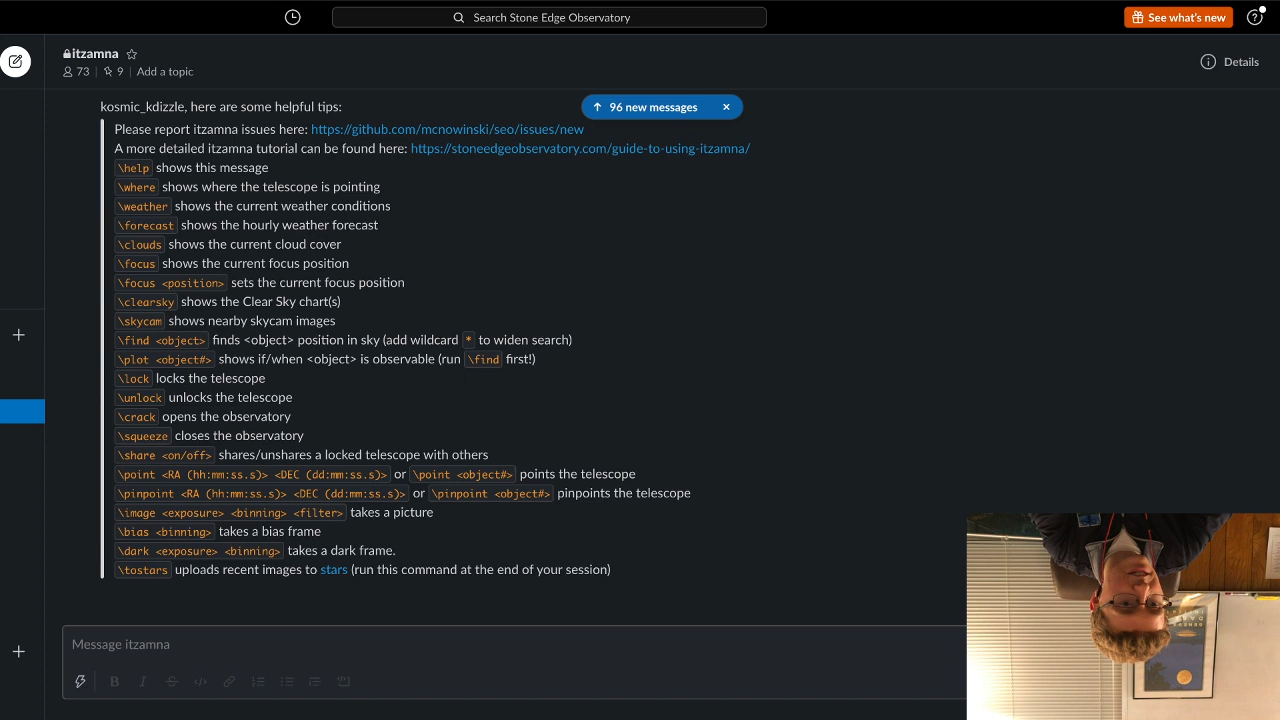 Search Stone Edge Observatory
See what's new
itzamna
73 | 9 | Add a topic
Details
kosmic_kdizzle, here are some helpful tips:
96 new messages
Please report itzamna issues here: https://github.com/mcnowinski/seo/issues/new
A more detailed itzamna tutorial can be found here: https://stoneedgeobservatory.com/guide-to-using-itzamna/
\help shows this message
\where shows where the telescope is pointing
\weather shows the current weather conditions
\forecast shows the hourly weather forecast
\clouds shows the current cloud cover
\focus shows the current focus position
\focus <position> sets the current focus position
\clearsky shows the Clear Sky chart(s)
\skycam shows nearby skycam images
\find <object> finds <object> position in sky (add wildcard * to widen search)
\plot <object#> shows if/when <object> is observable (run \find first!)
\lock locks the telescope
\unlock unlocks the telescope
\crack opens the observatory
\squeeze closes the observatory
\share <on/off> shares/unshares a locked telescope with others
\point <RA (hh:mm:ss.s)> <DEC (dd:mm:ss.s)> or \point <object#> points the telescope
\pinpoint <RA (hh:mm:ss.s)> <DEC (dd:mm:ss.s)> or \pinpoint <object#> pinpoints the telescope
\image <exposure> <binning> <filter> takes a picture
\bias <binning> takes a bias frame
\dark <exposure> <binning> takes a dark frame.
\tostars uploads recent images to stars (run this command at the end of your session)
Message itzamna